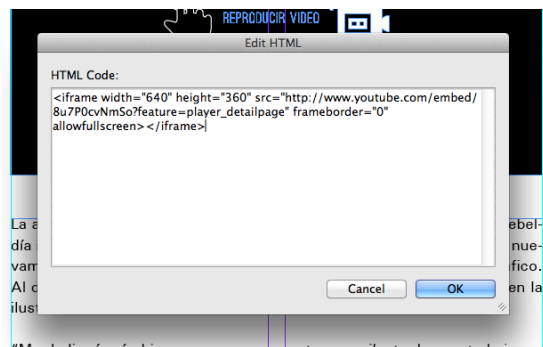 REPRODUCIR VIDEO
Edit HTML
HTML Code:
<iframe width="640" height="360" src="http://www.youtube.com/embed/
8u7P0cvNmSo?feature=player_detailpage" frameborder="0"
allowfullscreen></iframe>
La a
ebel-
día
nue-
vam
áfico.
Al d
en la
ilust
Cancel
OK